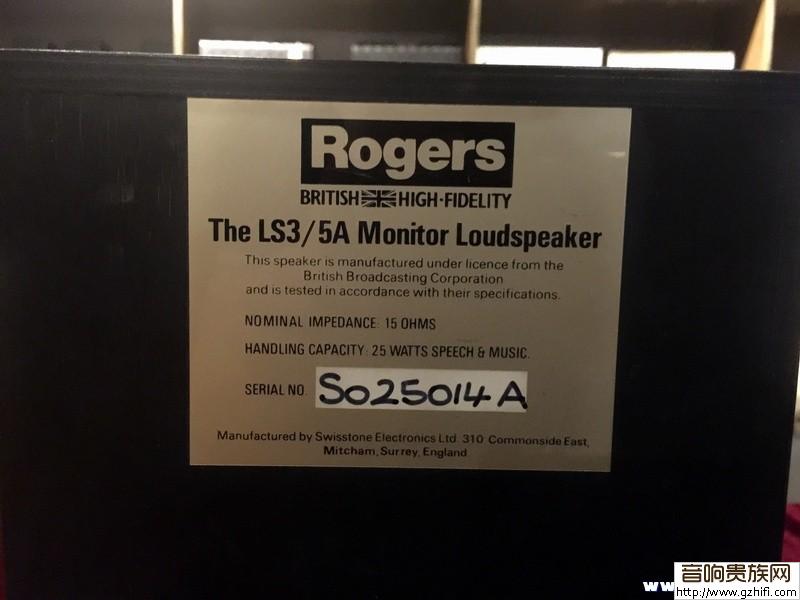 Rogers
BRITISH HIGH-FIDELITY
The LS3/5A Monitor Loudspeaker
This speaker is manufactured under licence from the
British Broadcasting Corporation
and is tested in accordance with their specifications.
NOMINAL IMPEDANCE: 15 OHMS
HANDLING CAPACITY: 25 WATTS SPEECH & MUSIC.
SERIAL NO. S025014A
Manufactured by Swisstone Electronics Ltd. 310 Commonside East,
Mitcham, Surrey, England
音响贵族网
http://www.gzhifi.com